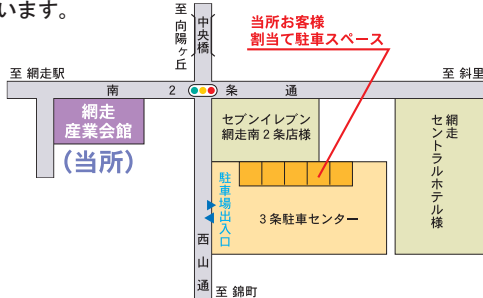 います。
至 向陽ヶ丘
中央橋
当所お客様
割当て駐車スペース
至 網走駅
至 斜里
南 2 条 通
網走
産業会館
(当所)
セブンイレブン
網走南2条店様
網走
セントラルホテル様
駐車場出入口
3条駐車センター
西山通
至 錦町